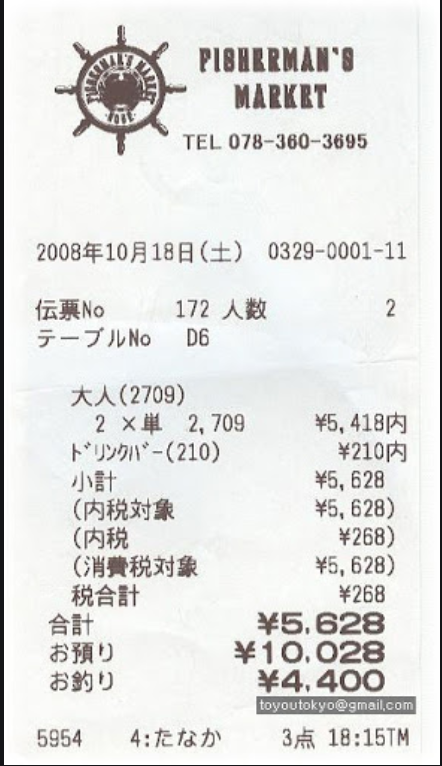 FISHERMAN'S MARKET KOBE
FISHERMAN'S
MARKET
TEL 078-360-3695
2008年10月18日(土) 0329-0001-11
伝票No 172 人数 2
テーブルNo D6
大人(2709)
2 ×単 2,709 ¥5,418内
ドリンクバー(210) ¥210内
小計 ¥5,628
(内税対象 ¥5,628)
(内税 ¥268)
(消費税対象 ¥5,628)
税合計 ¥268
合計 ¥5,628
お預り ¥10,028
お釣り ¥4,400
toyoutokyo@gmail.com
5954 4:たなか 3点 18:15TM